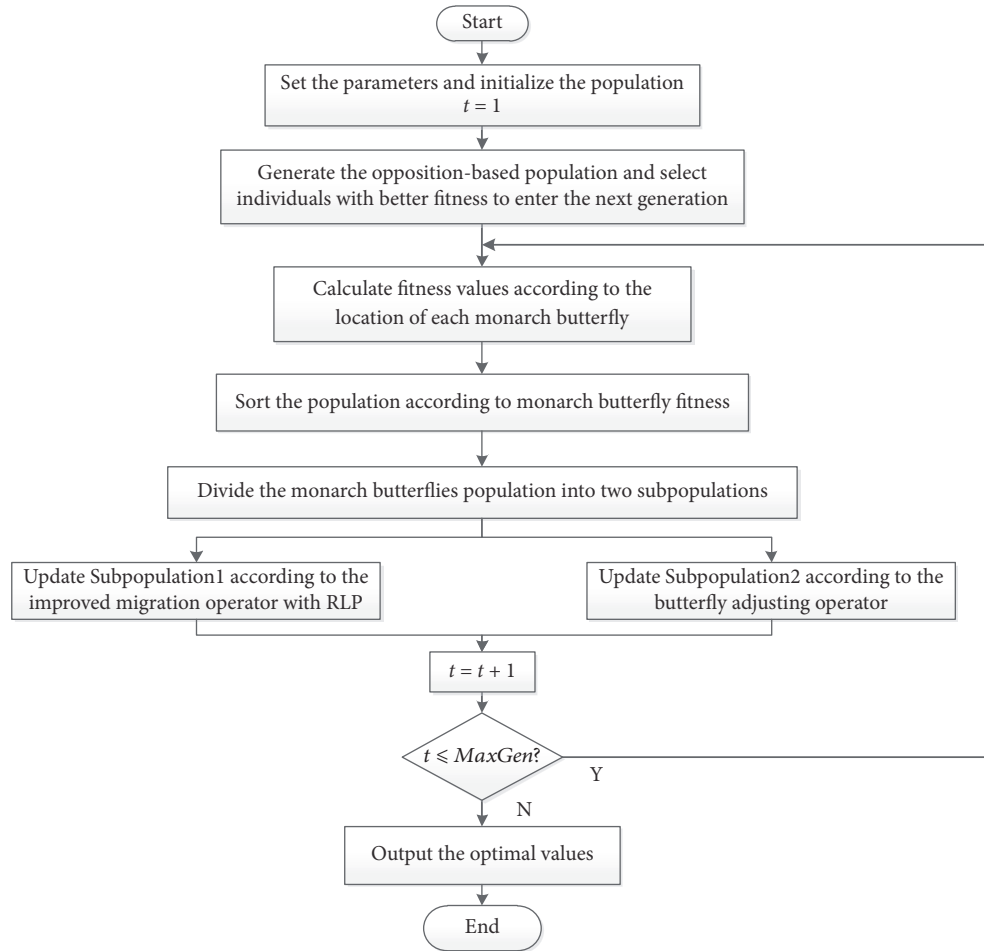 Start
Set the parameters and initialize the population
t = 1
Generate the opposition-based population and select
individuals with better fitness to enter the next generation
Calculate fitness values according to the
location of each monarch butterfly
Sort the population according to monarch butterfly fitness
Divide the monarch butterflies population into two subpopulations
Update Subpopulation1 according to the
improved migration operator with RLP
Update Subpopulation2 according to the
butterfly adjusting operator
t = t + 1
t ⩽ MaxGen?
Y
N
Output the optimal values
End